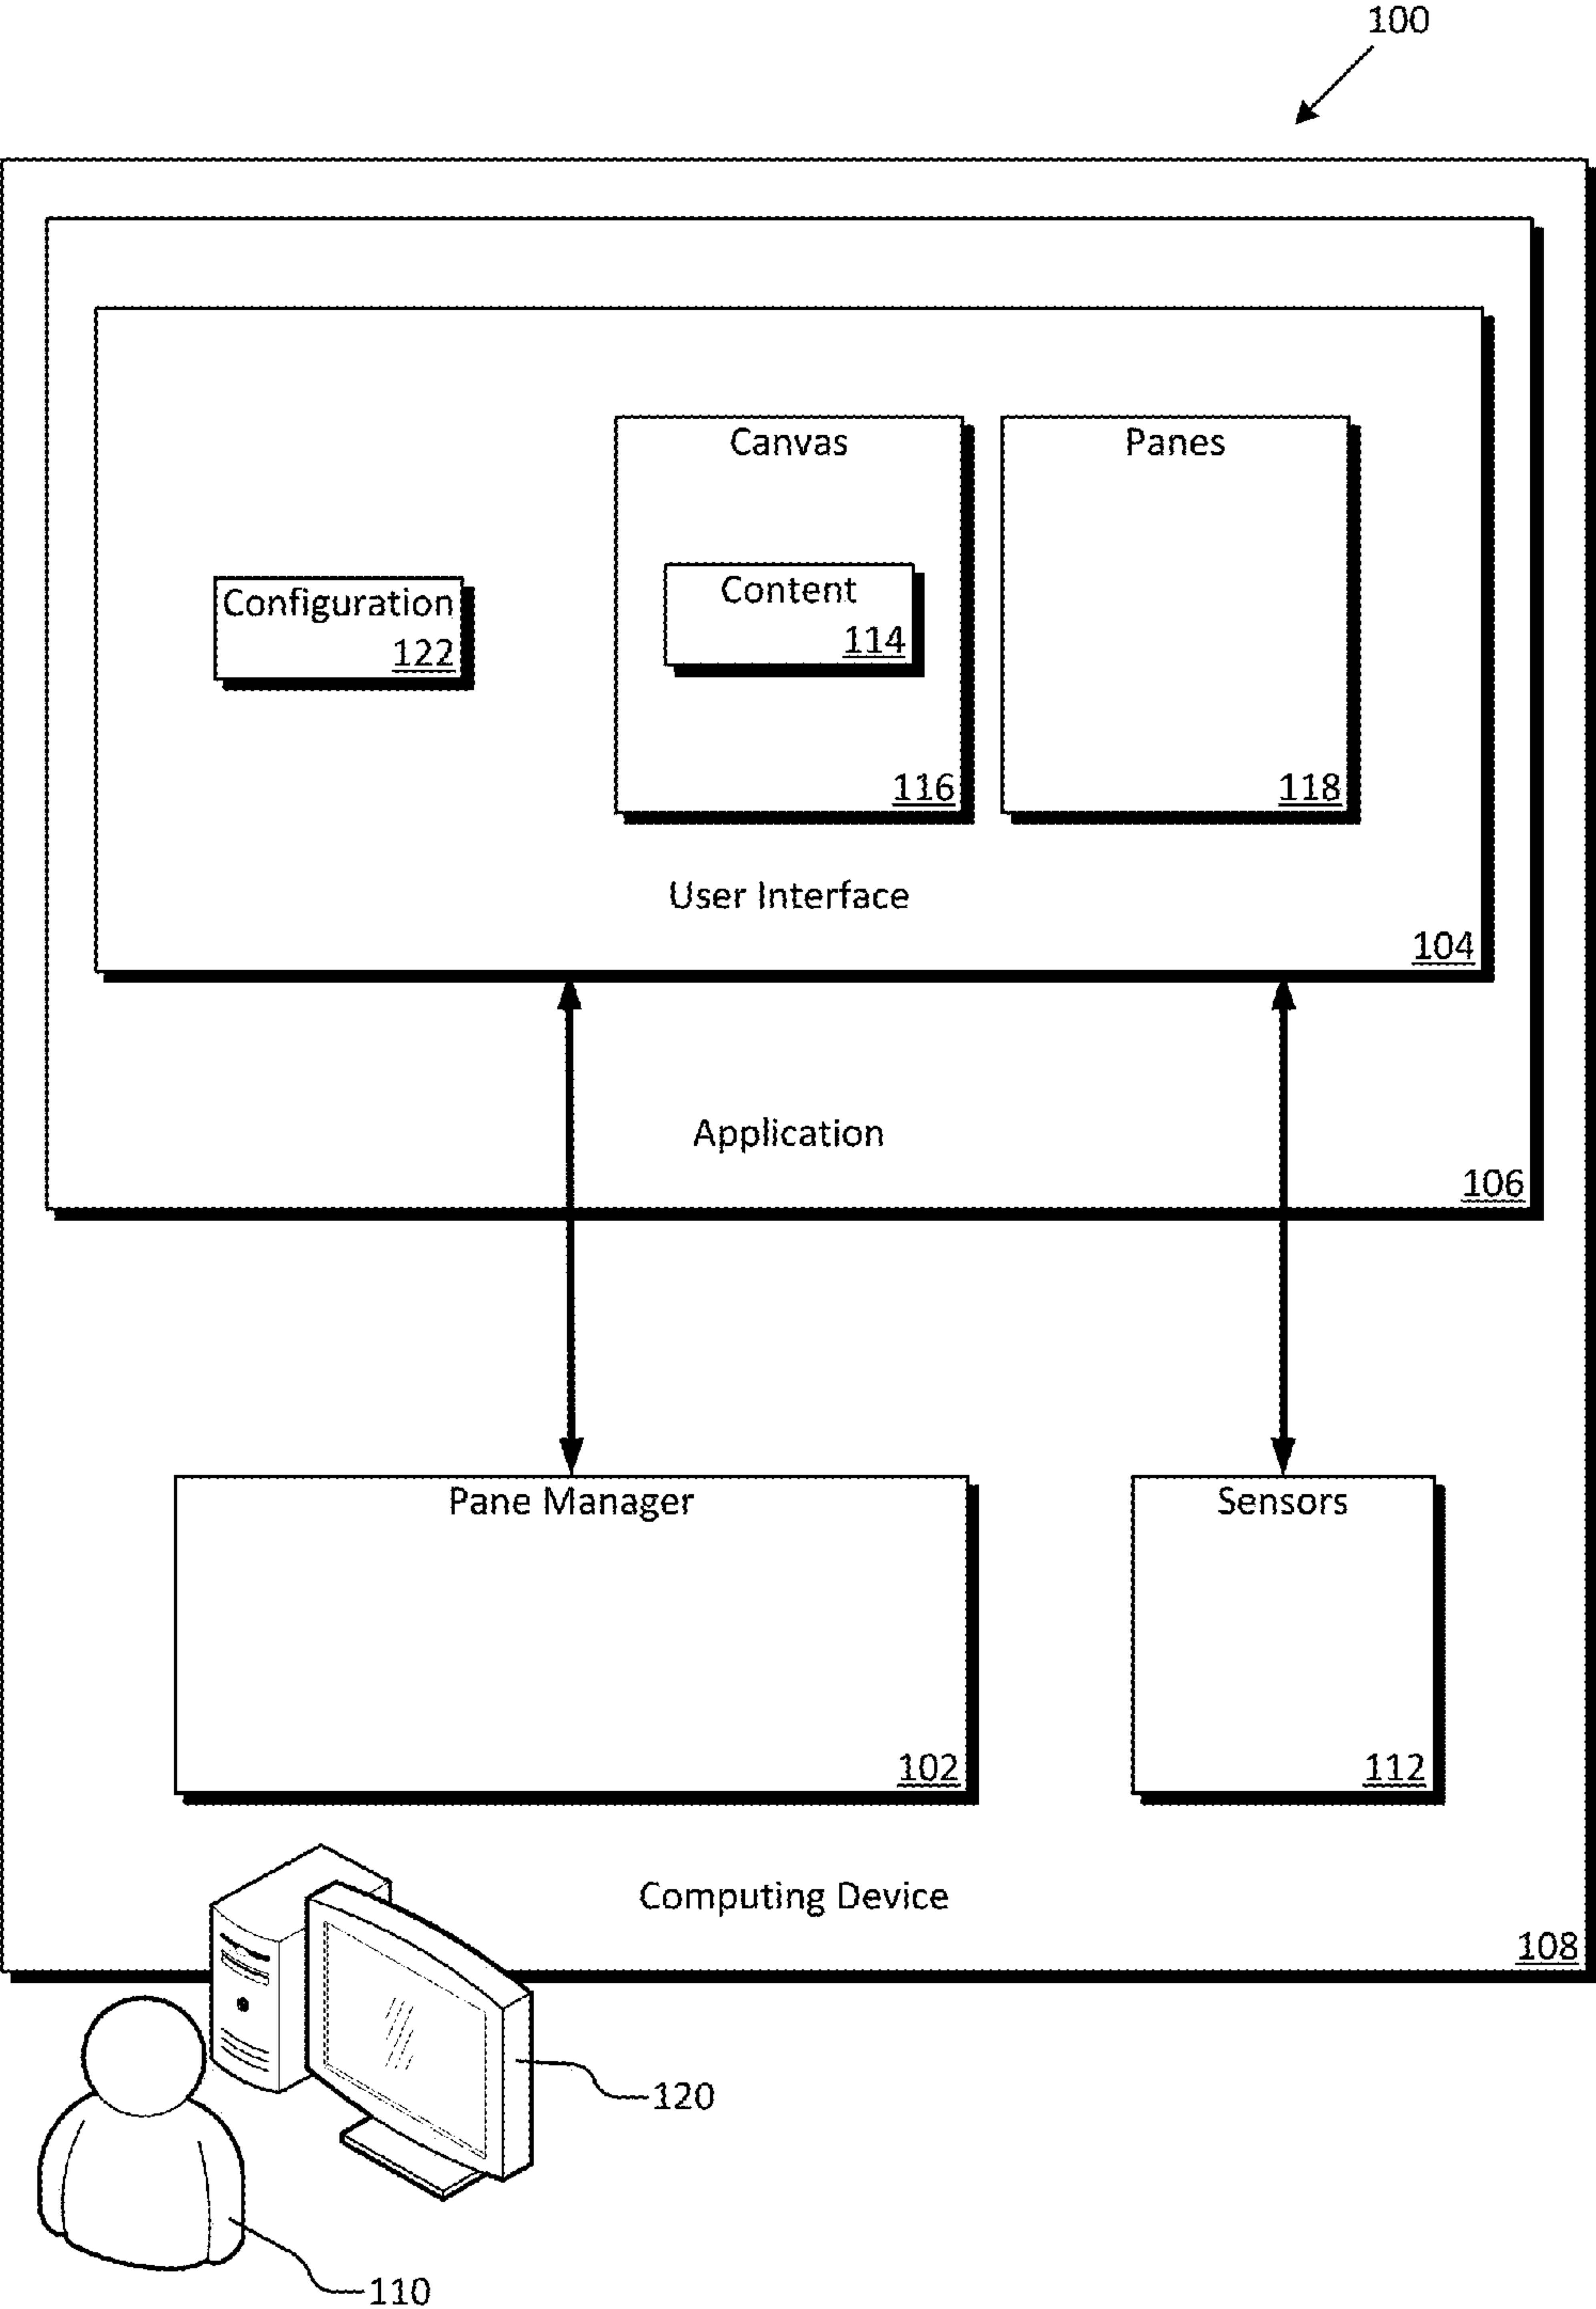 100
Canvas
Panes
Configuration
122
Content
114
116
118
User Interface
104
Application
106
Pane Manager
102
Sensors
112
Computing Device
108
120
110